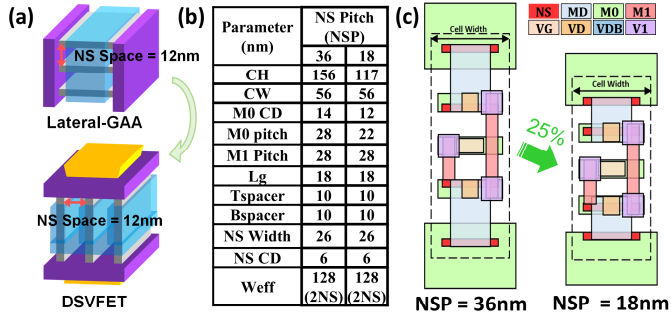 (a)
NS Space = 12nm
Lateral-GAA
NS Space = 12nm
DSVFET
(b)
Parameter (nm) NS Pitch (NSP)
36 18
CH 156 117
CW 56 56
M0 CD 14 12
M0 pitch 28 22
M1 Pitch 28 28
Lg 18 18
Tspacer 10 10
Bspacer 10 10
NS Width 26 26
NS CD 6 6
Weff 128 (2NS) 128 (2NS)
(c)
NS MD M0 M1
VG VD VDB V1
Cell Width
25%
Cell Width
NSP = 36nm
NSP = 18nm